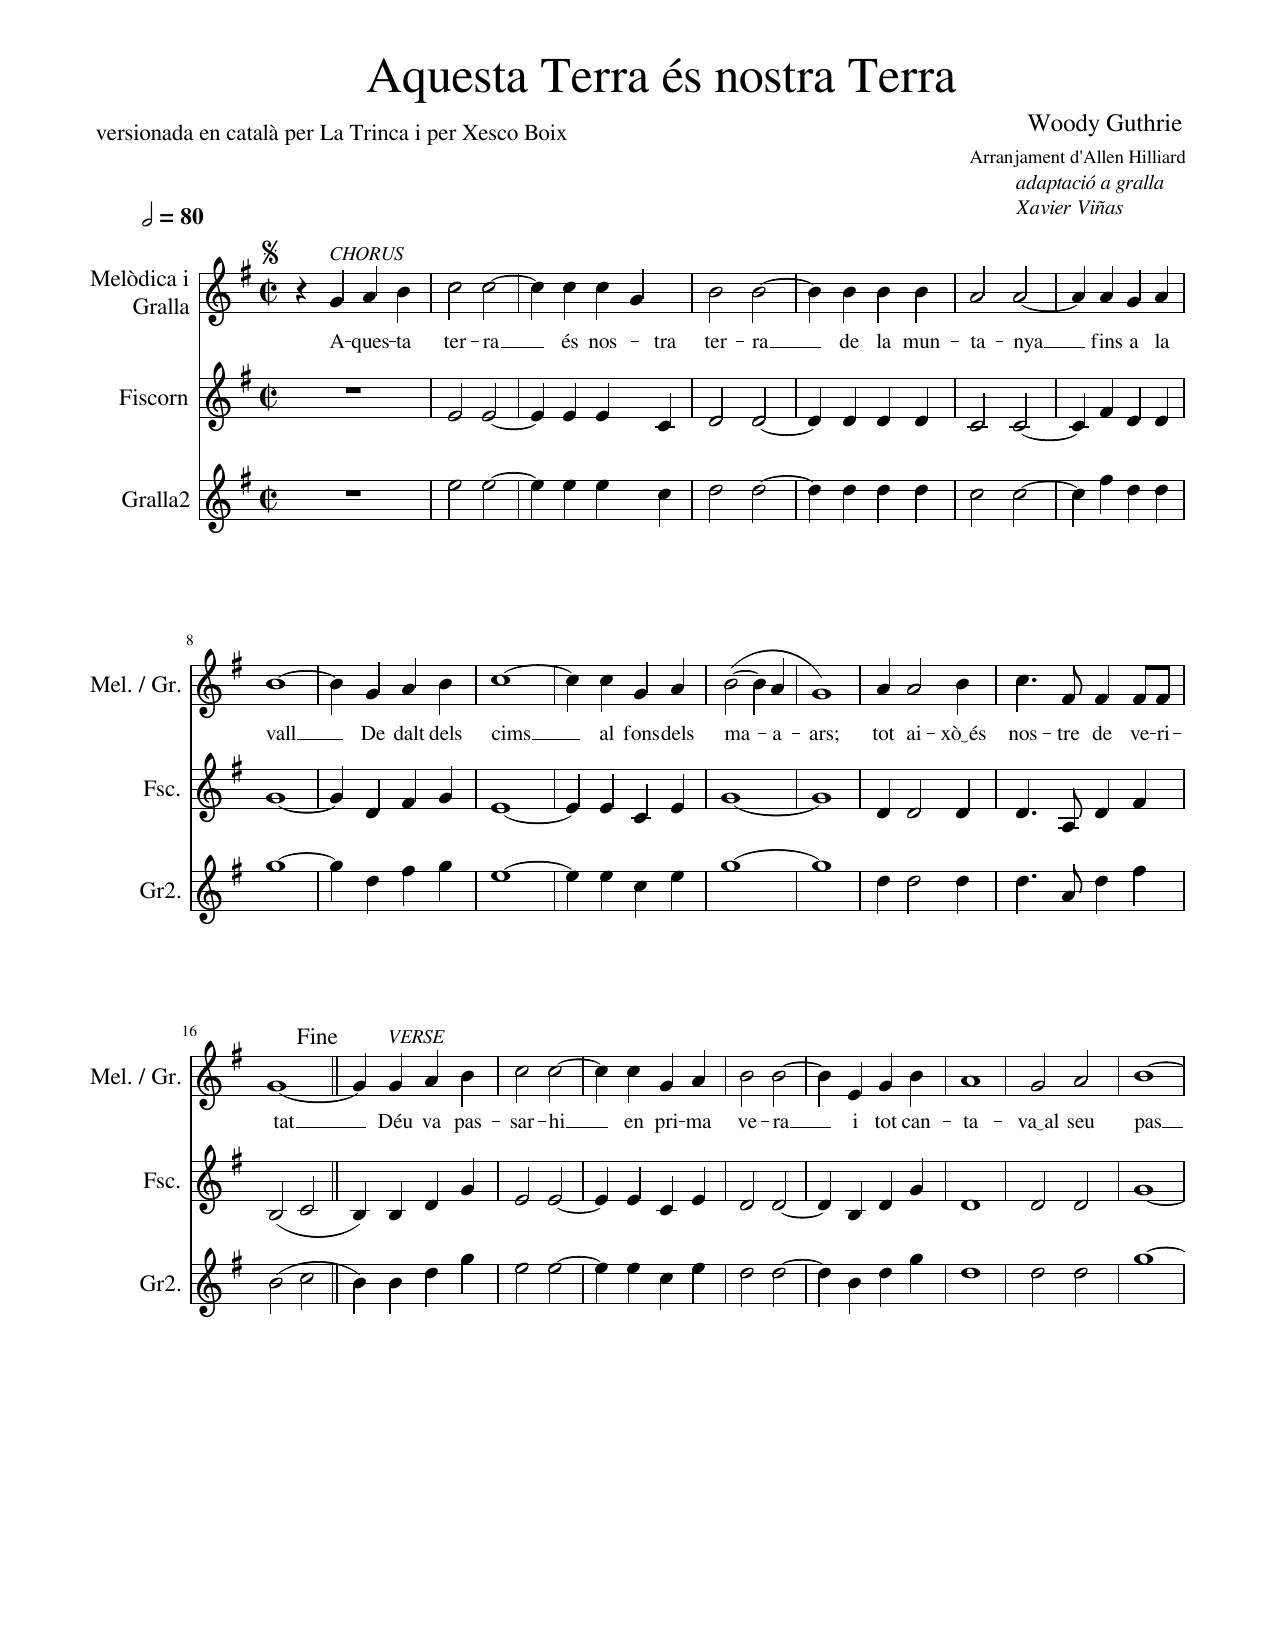 Aquesta Terra és nostra Terra
versionada en català per La Trinca i per Xesco Boix
Woody Guthrie
Arranjament d'Allen Hilliard
adaptació a gralla
Xavier Viñas
= 80
CHORUS
Melòdica i
Gralla
A-ques-ta ter-ra és nos-tra ter-ra de la mun-ta-nya fins a la
Fiscorn
Gralla2
8
Mel. / Gr.
vall De dalt dels cims al fons dels ma-a-ars; tot ai-xò‿és nos-tre de ve-ri-
Fsc.
Gr2.
16
Fine
VERSE
Mel. / Gr.
tat Déu va pas-sar-hi en pri-ma ve-ra i tot can-ta-va‿al seu pas
Fsc.
Gr2.